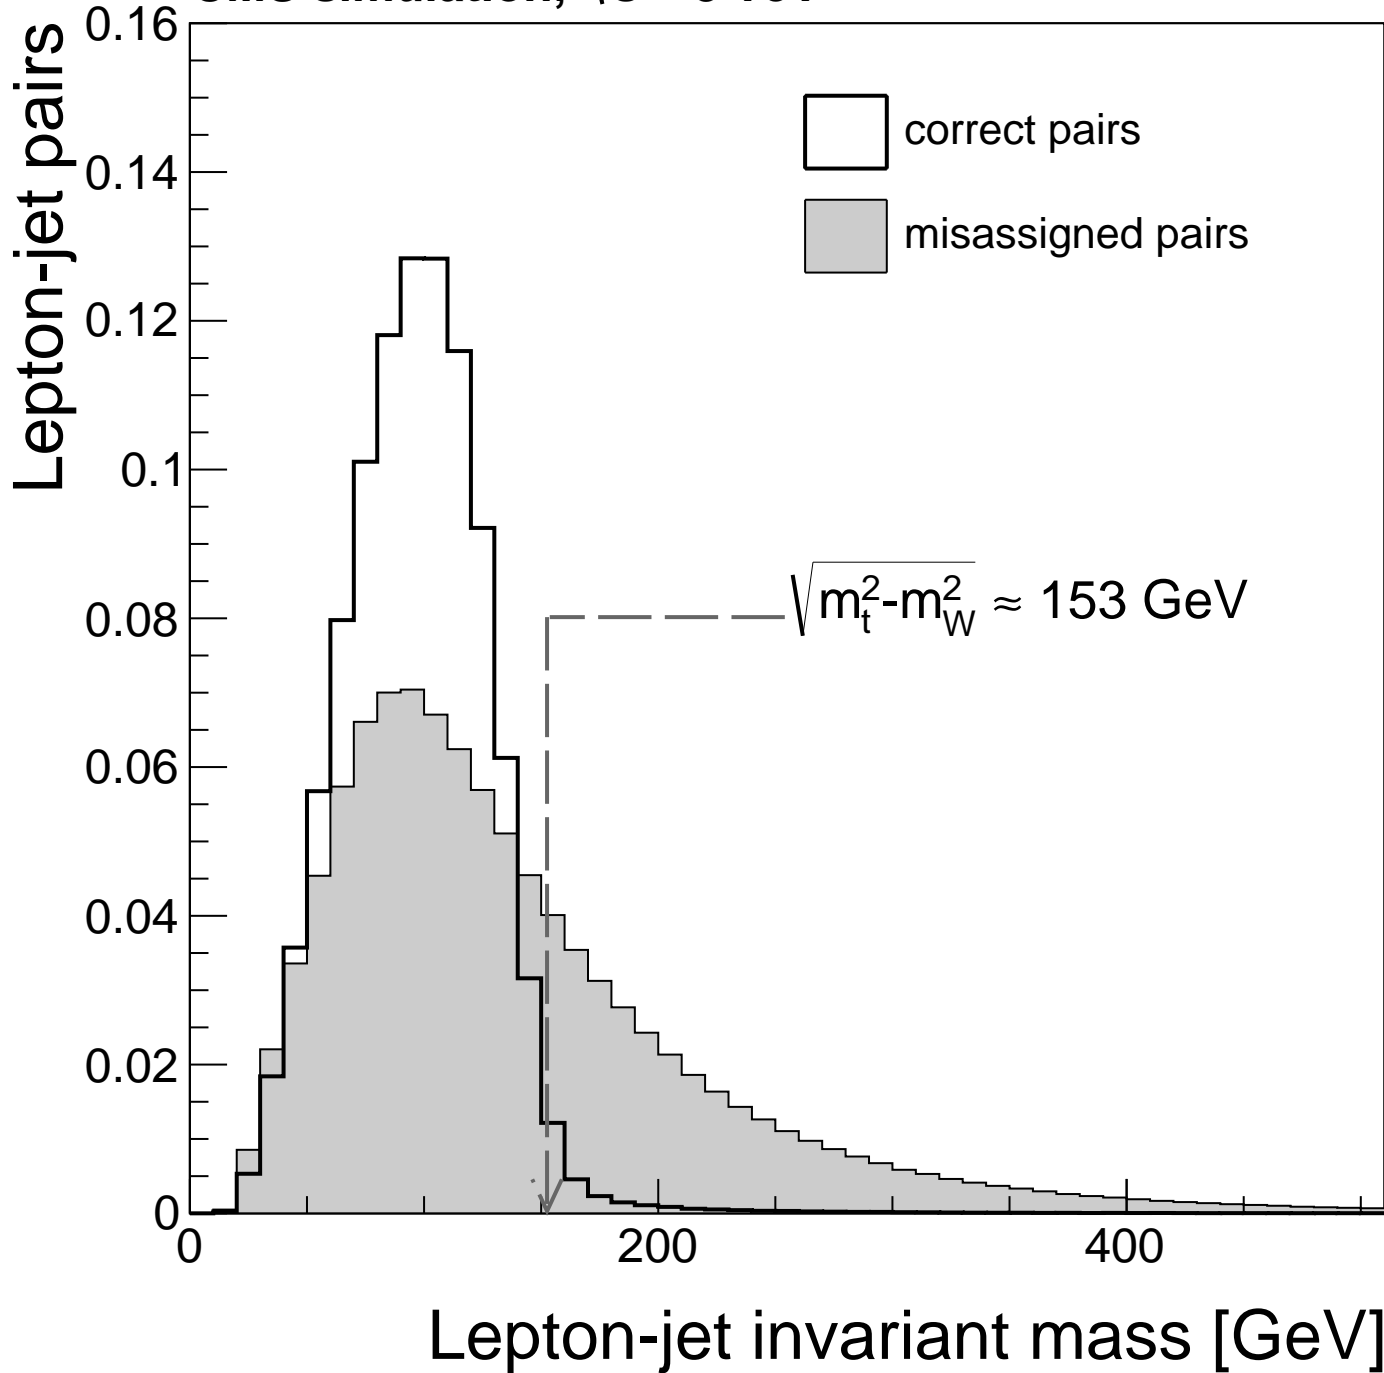 Lepton-jet pairs
0.16
0.14
0.12
0.1
0.08
0.06
0.04
0.02
0
correct pairs
misassigned pairs
√m_t^2-m_W^2 ≈ 153 GeV
0 200 400
Lepton-jet invariant mass [GeV]